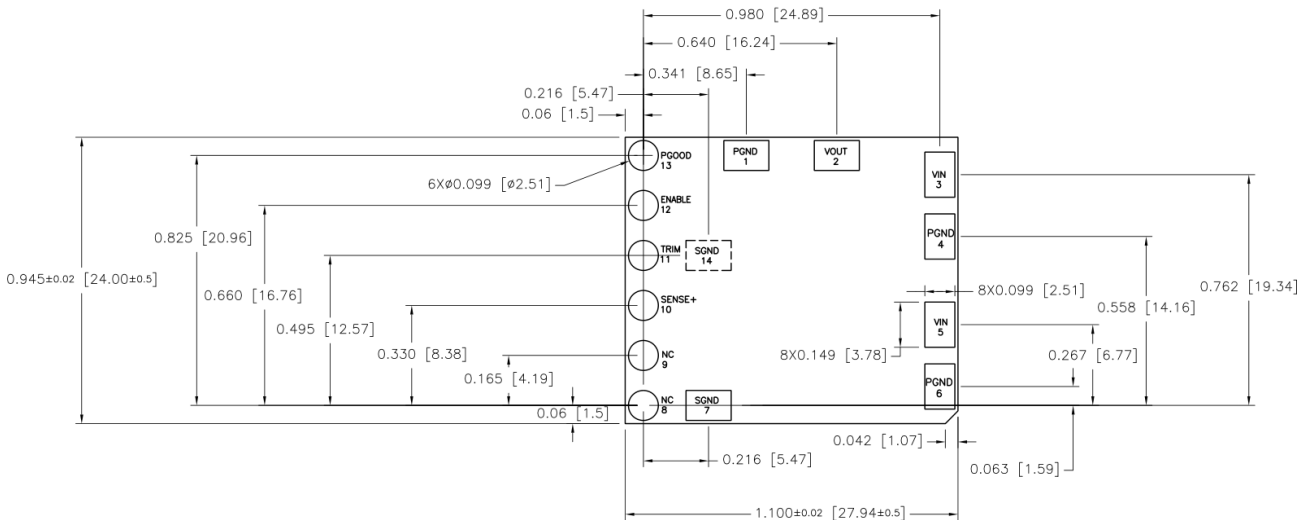 0.980 [24.89]
0.640 [16.24]
0.341 [8.65]
0.216 [5.47]
0.06 [1.5]
PGOOD
13
PGND
1
VOUT
2
VIN
3
6XØ0.099 [Ø2.51]
ENABLE
12
0.825 [20.96]
PGND
4
TRIM
11
SGND
14
0.945±0.02 [24.00±0.5]
0.660 [16.76]
8X0.099 [2.51]
0.762 [19.34]
0.558 [14.16]
SENSE+
10
0.495 [12.57]
VIN
5
0.330 [8.38]
8X0.149 [3.78]
0.267 [6.77]
NC
9
0.165 [4.19]
PGND
6
NC
8
SGND
7
0.06 [1.5]
0.042 [1.07]
0.216 [5.47]
0.063 [1.59]
1.100±0.02 [27.94±0.5]